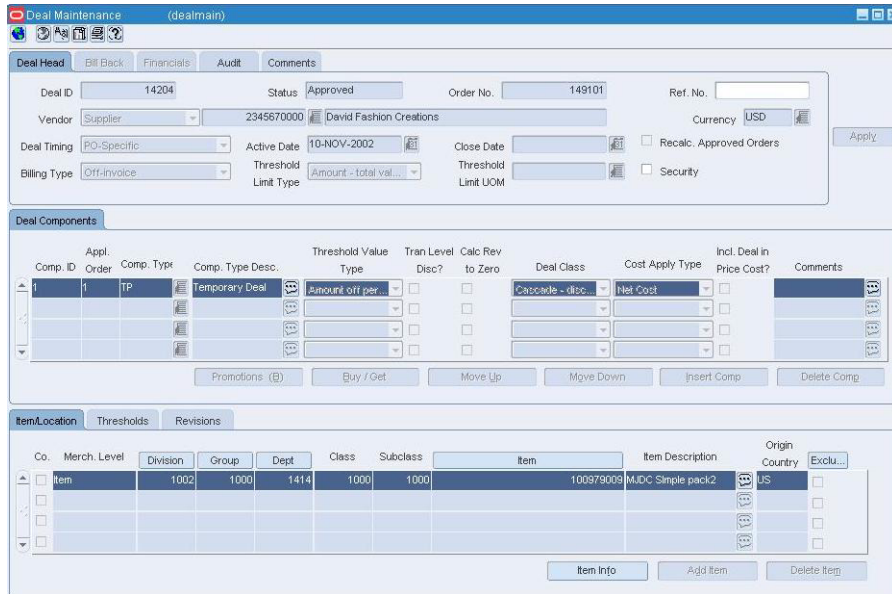 Deal Maintenance (dealmain)
Deal Head Bill Back Financials Audit Comments
Deal ID 14204 Status Approved Order No. 149101 Ref. No.
Vendor Supplier 2345670000 David Fashion Creations Currency USD
Apply
Deal Timing PO-Specific Active Date 10-NOV-2002 Close Date Recalc. Approved Orders
Billing Type Off-invoice Threshold Limit Type Amount - total val... Threshold Limit UOM Security
Deal Components
Comp. ID Appl. Order Comp. Type Comp. Type Desc. Threshold Value Type Tran Level Disc? Calc Rev to Zero Deal Class Cost Apply Type Incl. Deal in Price Cost? Comments
1 1 TP Temporary Deal Amount off per... Cascade - disc... Net Cost
Promotions (B) Buy / Get Move Up Move Down Insert Comp Delete Comp
Item/Location Thresholds Revisions
Co. Merch. Level Division Group Dept Class Subclass Item Item Description Origin Country Exclu...
Item 1002 1000 1414 1000 1000 100979009 MJDC Simple pack2 US
Item Info Add Item Delete Item